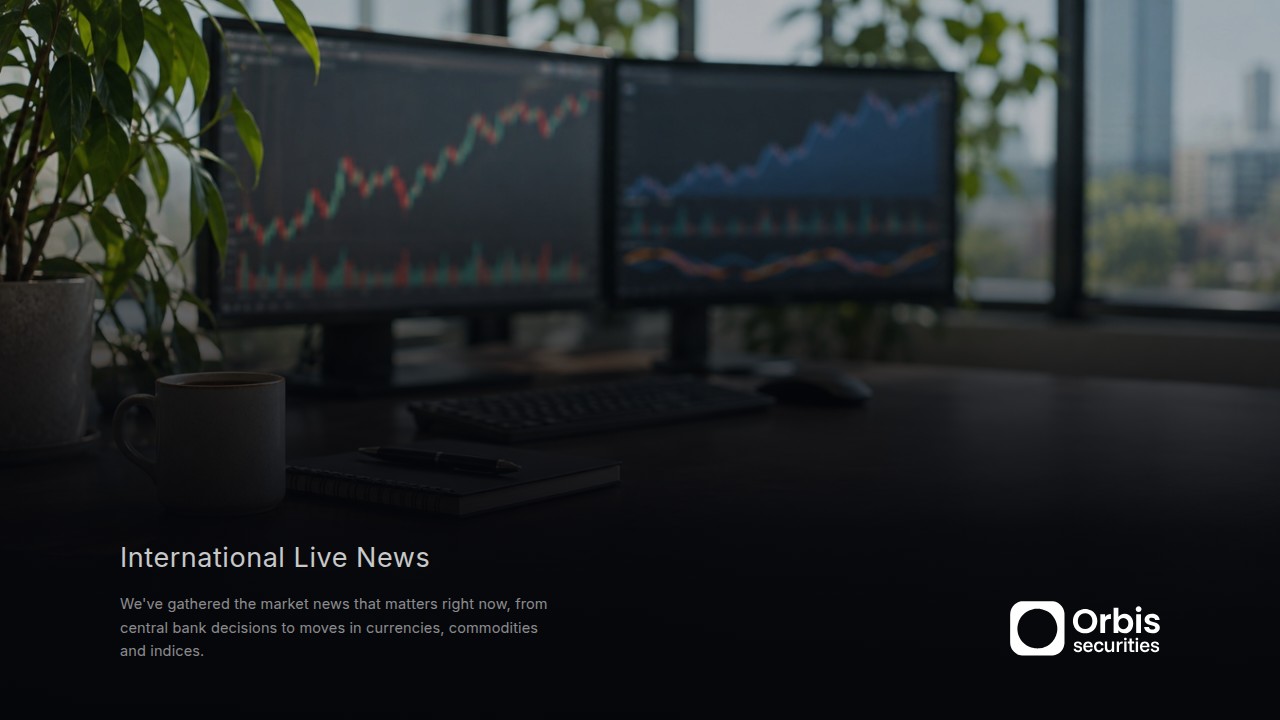 International Live News
We've gathered the market news that matters right now, from
central bank decisions to moves in currencies, commodities
and indices.
Orbis
securities